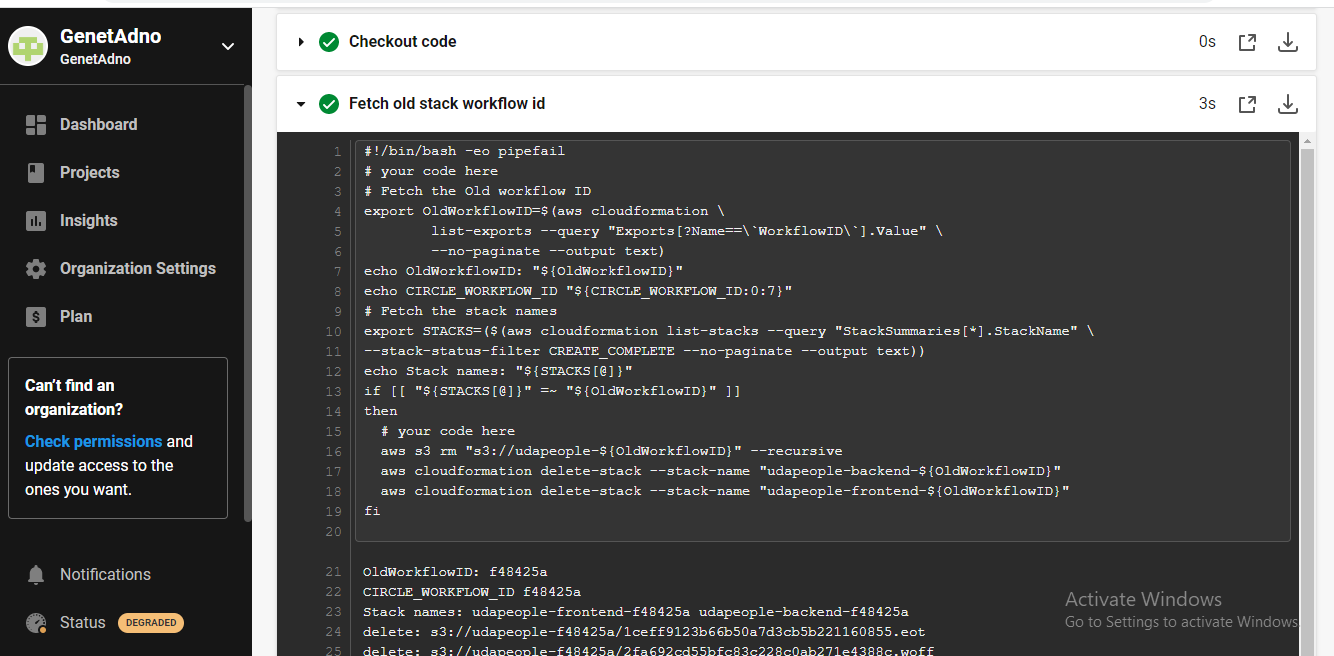 GenetAdno
GenetAdno
Dashboard
Projects
Insights
Organization Settings
Plan
Can't find an
organization?
Check permissions and
update access to the
ones you want.
Notifications
Status DEGRADED
Checkout code 0s
Fetch old stack workflow id 3s
1 #!/bin/bash -eo pipefail
2 # your code here
3 # Fetch the Old workflow ID
4 export OldWorkflowID=$(aws cloudformation \
5 list-exports --query "Exports[?Name==\`WorkflowID\`].Value" \
6 --no-paginate --output text)
7 echo OldWorkflowID: "${OldWorkflowID}"
8 echo CIRCLE_WORKFLOW_ID "${CIRCLE_WORKFLOW_ID:0:7}"
9 # Fetch the stack names
10 export STACKS=($(aws cloudformation list-stacks --query "StackSummaries[*].StackName" \
11 --stack-status-filter CREATE_COMPLETE --no-paginate --output text))
12 echo Stack names: "${STACKS[@]}"
13 if [[ "${STACKS[@]}" =~ "${OldWorkflowID}" ]]
14 then
15 # your code here
16 aws s3 rm "s3://udapeople-${OldWorkflowID}" --recursive
17 aws cloudformation delete-stack --stack-name "udapeople-backend-${OldWorkflowID}"
18 aws cloudformation delete-stack --stack-name "udapeople-frontend-${OldWorkflowID}"
19 fi
20
21 OldWorkflowID: f48425a
22 CIRCLE_WORKFLOW_ID f48425a
23 Stack names: udapeople-frontend-f48425a udapeople-backend-f48425a
24 delete: s3://udapeople-f48425a/1ceff9123b66b50a7d3cb5b221160855.eot
25 delete: s3://udapeople-f48425a/2fa692cd55bfc83c228c0ab271e4388c.woff
Activate Windows
Go to Settings to activate Windows